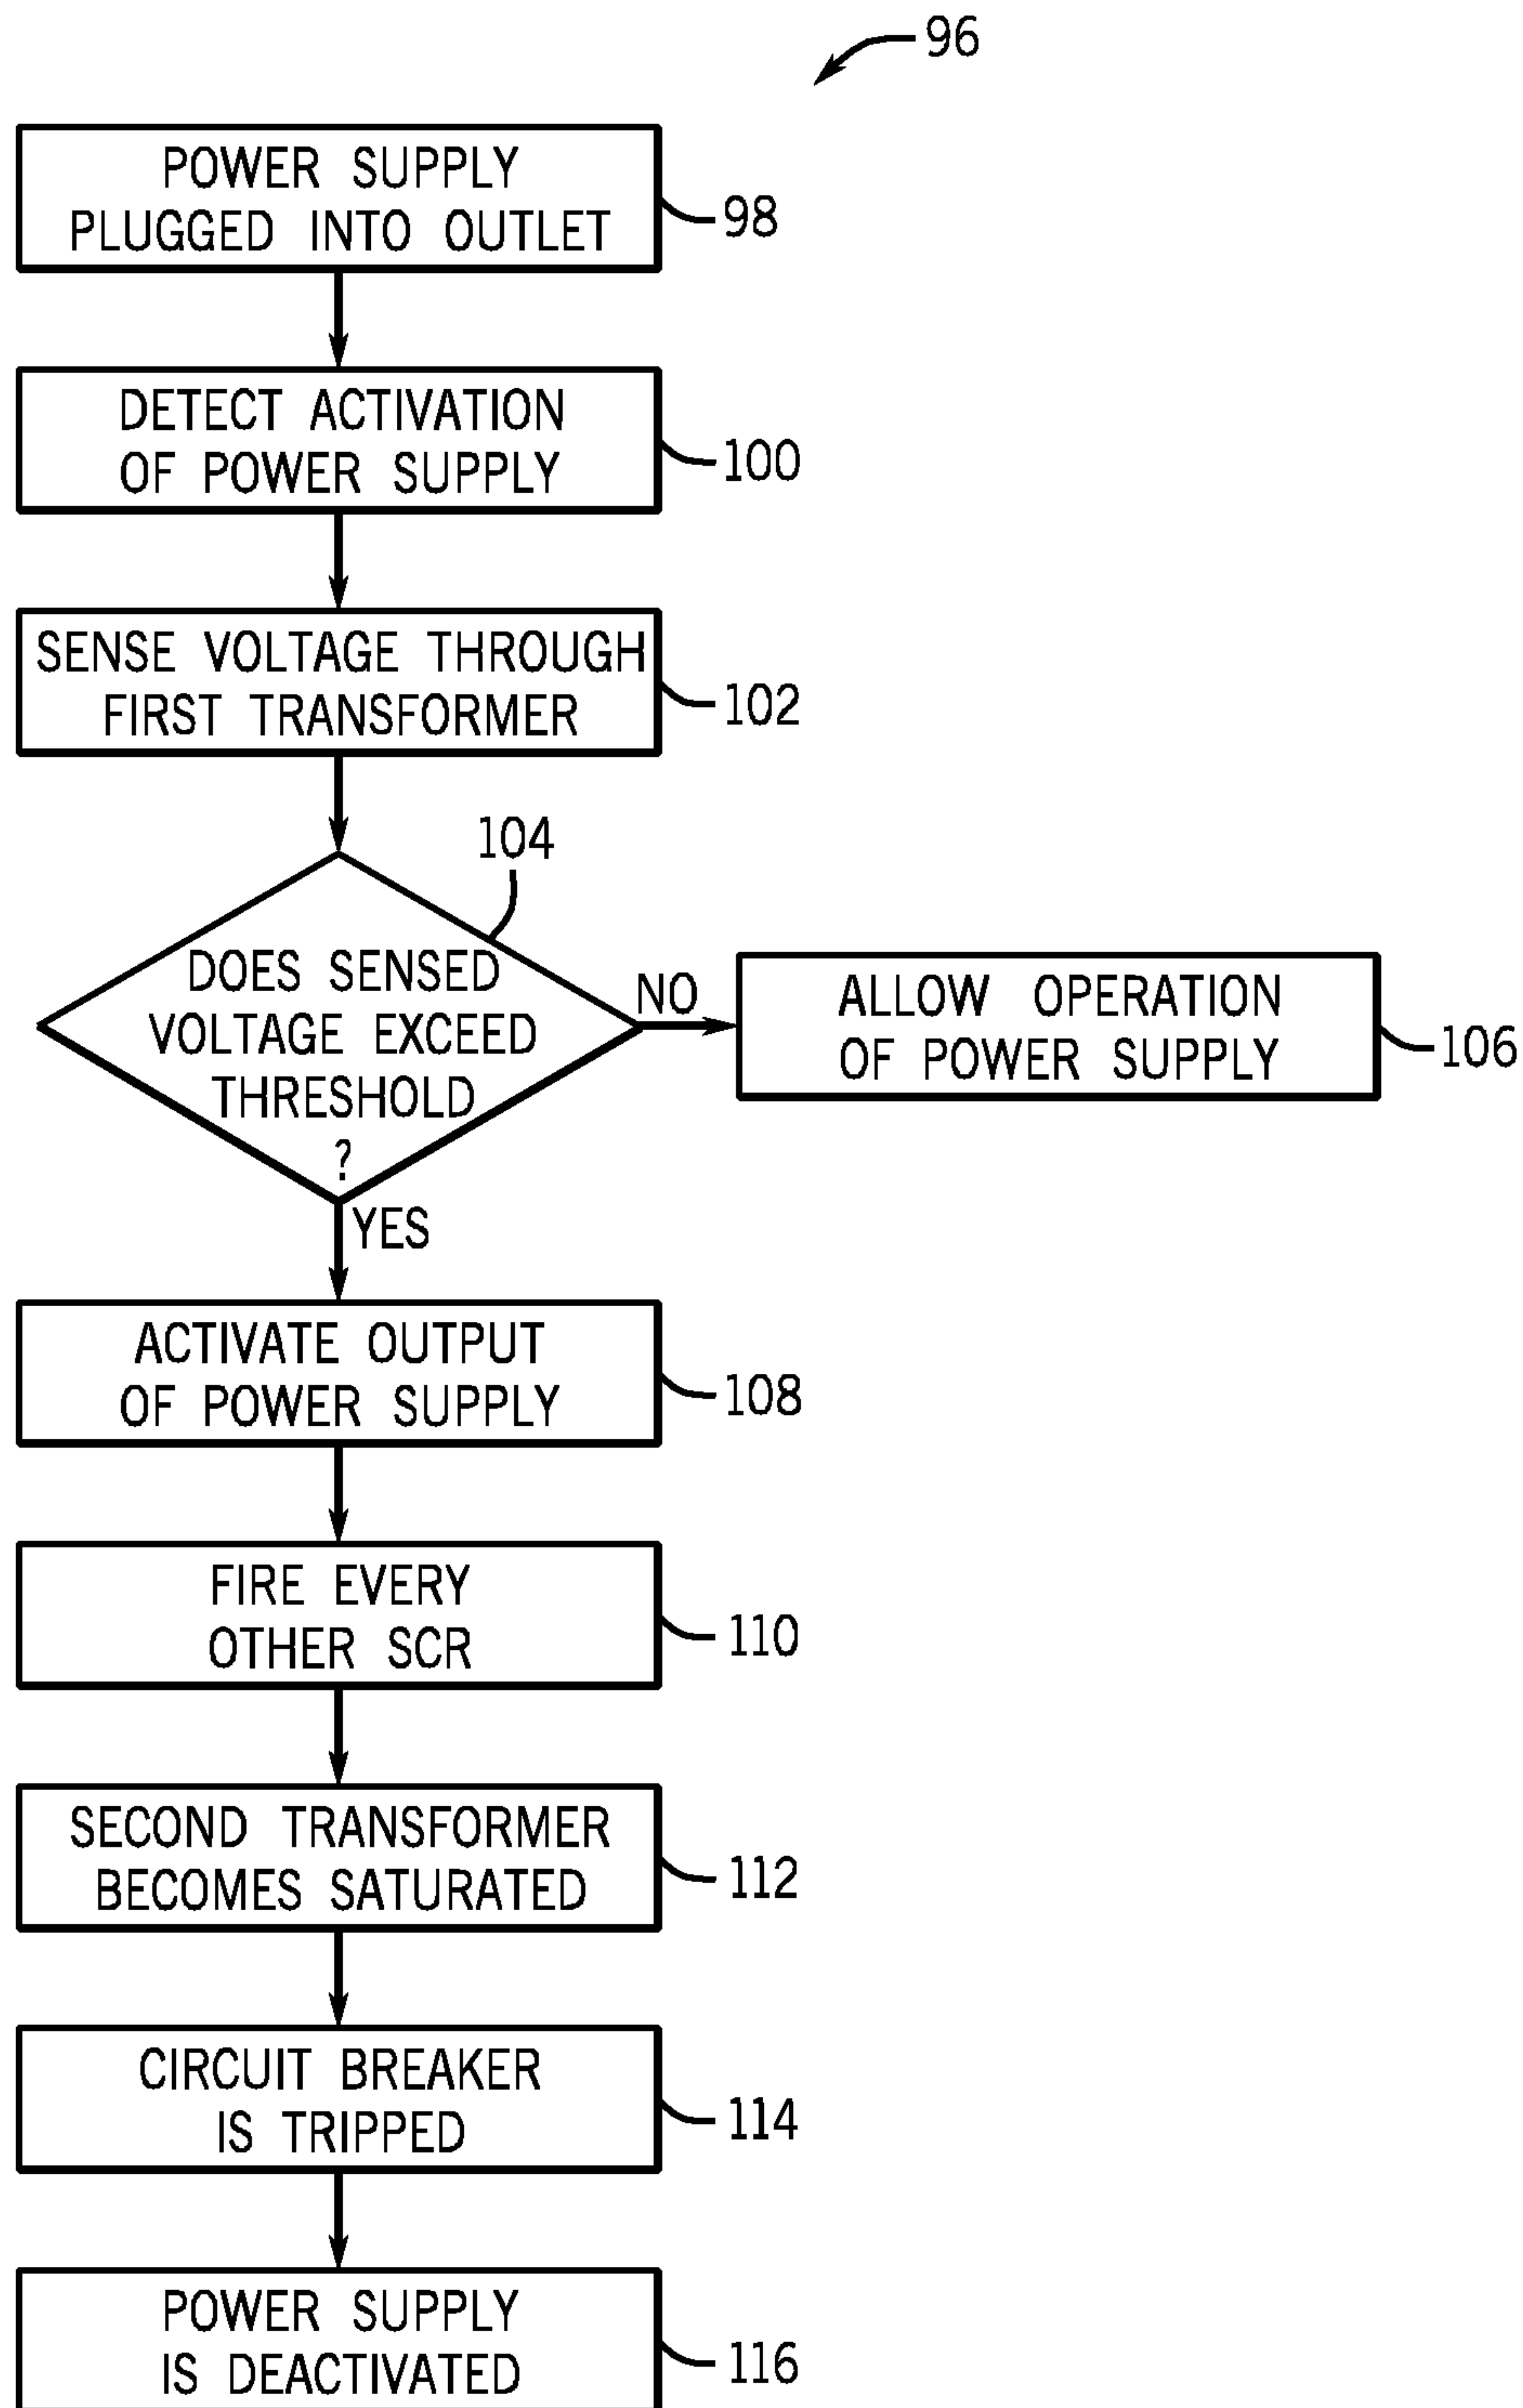 96
POWER SUPPLY
PLUGGED INTO OUTLET
98
DETECT ACTIVATION
OF POWER SUPPLY
100
SENSE VOLTAGE THROUGH
FIRST TRANSFORMER
102
104
DOES SENSED
VOLTAGE EXCEED
THRESHOLD
?
NO
ALLOW OPERATION
OF POWER SUPPLY
106
YES
ACTIVATE OUTPUT
OF POWER SUPPLY
108
FIRE EVERY
OTHER SCR
110
SECOND TRANSFORMER
BECOMES SATURATED
112
CIRCUIT BREAKER
IS TRIPPED
114
POWER SUPPLY
IS DEACTIVATED
116